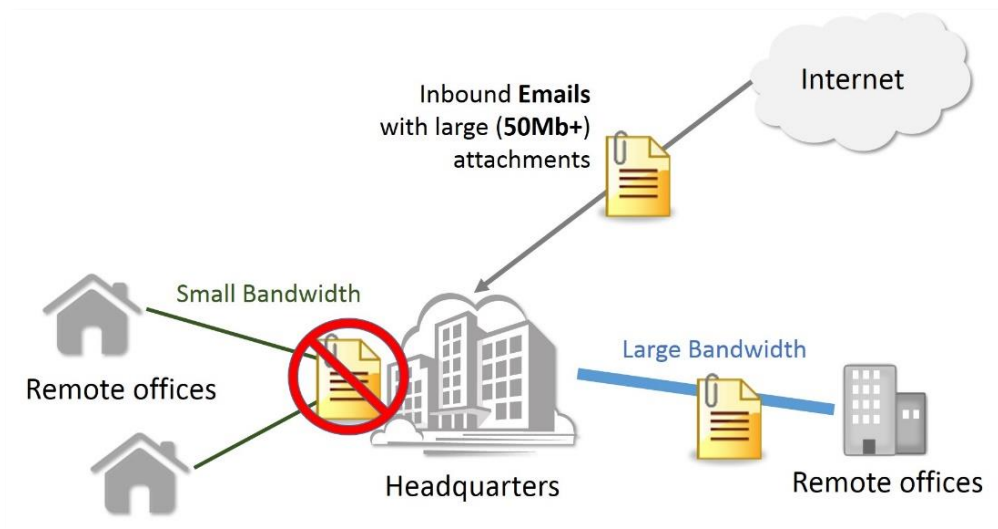 Internet
Inbound Emails
with large (50Mb+)
attachments
Small Bandwidth
Large Bandwidth
Remote offices
Headquarters
Remote offices